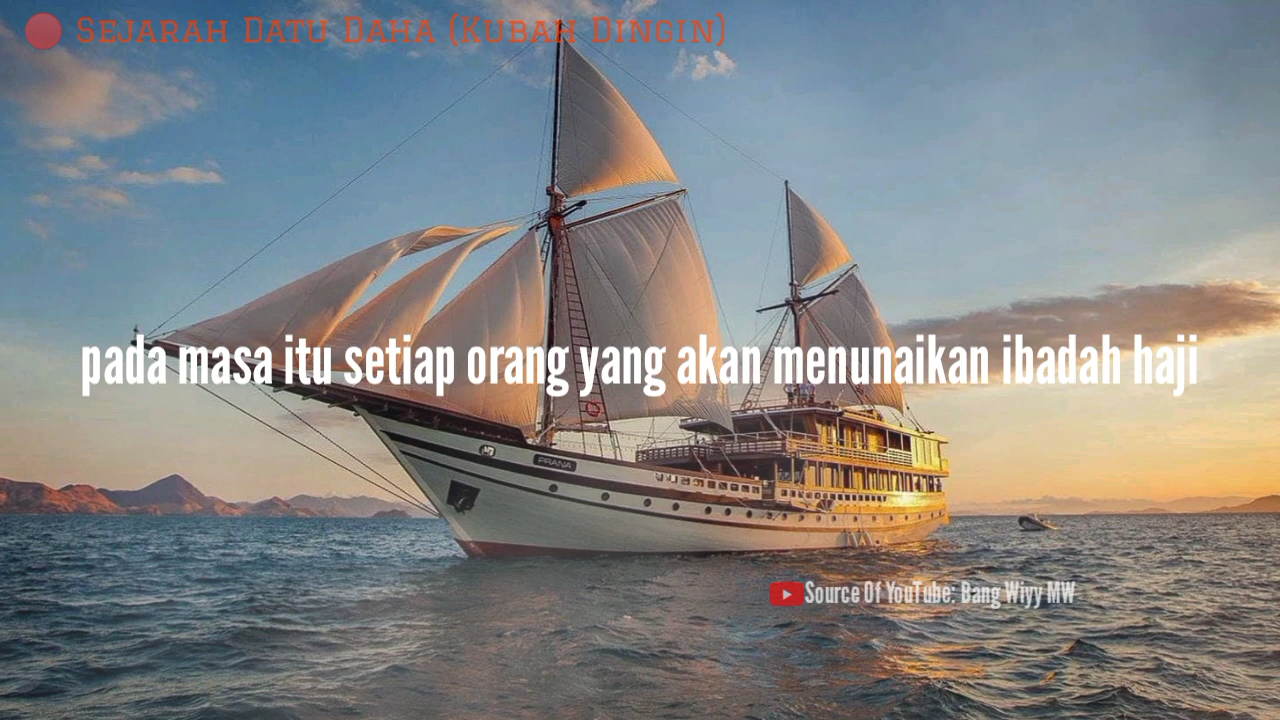 Sejarah Datu Daha (Kubah Dingin)
pada masa itu setiap orang yang akan menunaikan ibadah haji
PRANA
Source Of YouTube: Bang Wiyy MW